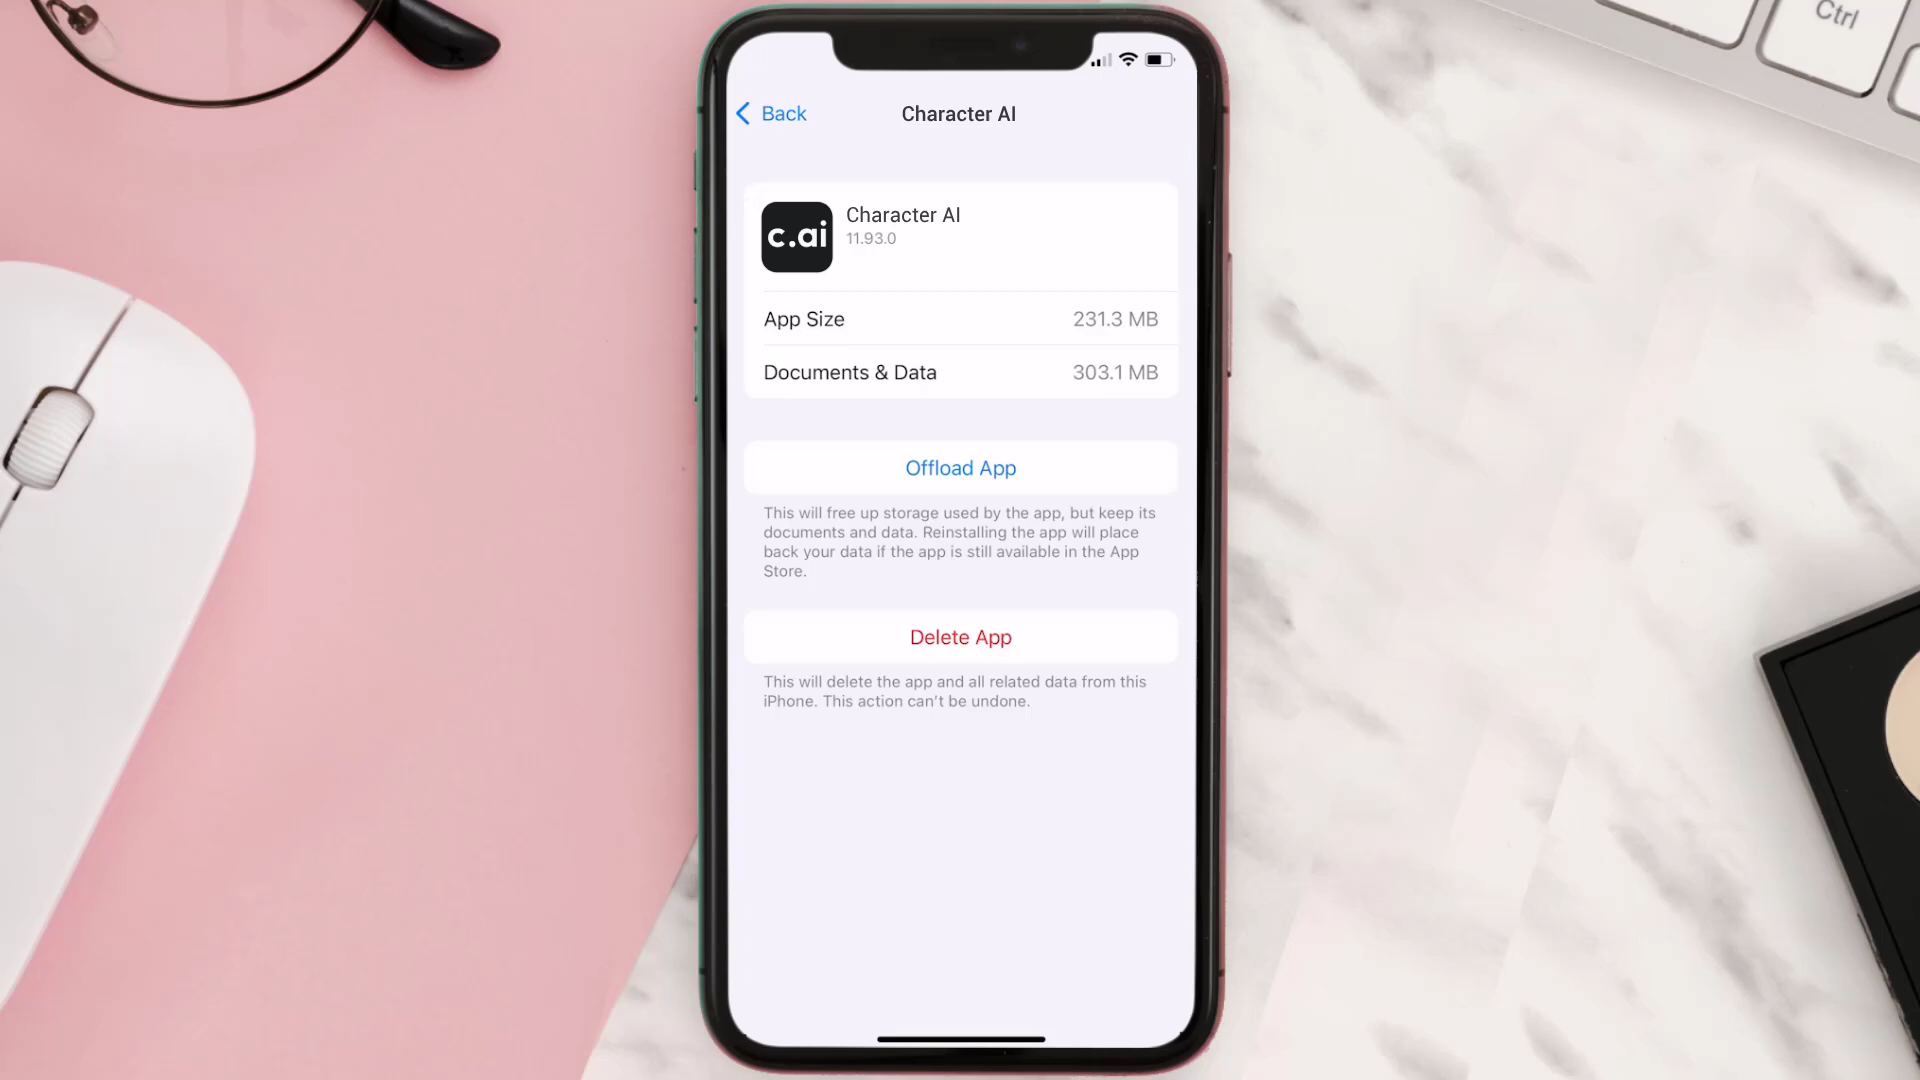 Ctrl
Back
Character AI
c.ai
Character AI
11.93.0
App Size
231.3 MB
Documents & Data
303.1 MB
Offload App
This will free up storage used by the app, but keep its
documents and data. Reinstalling the app will place
back your data if the app is still available in the App
Store.
Delete App
This will delete the app and all related data from this
iPhone. This action can't be undone.